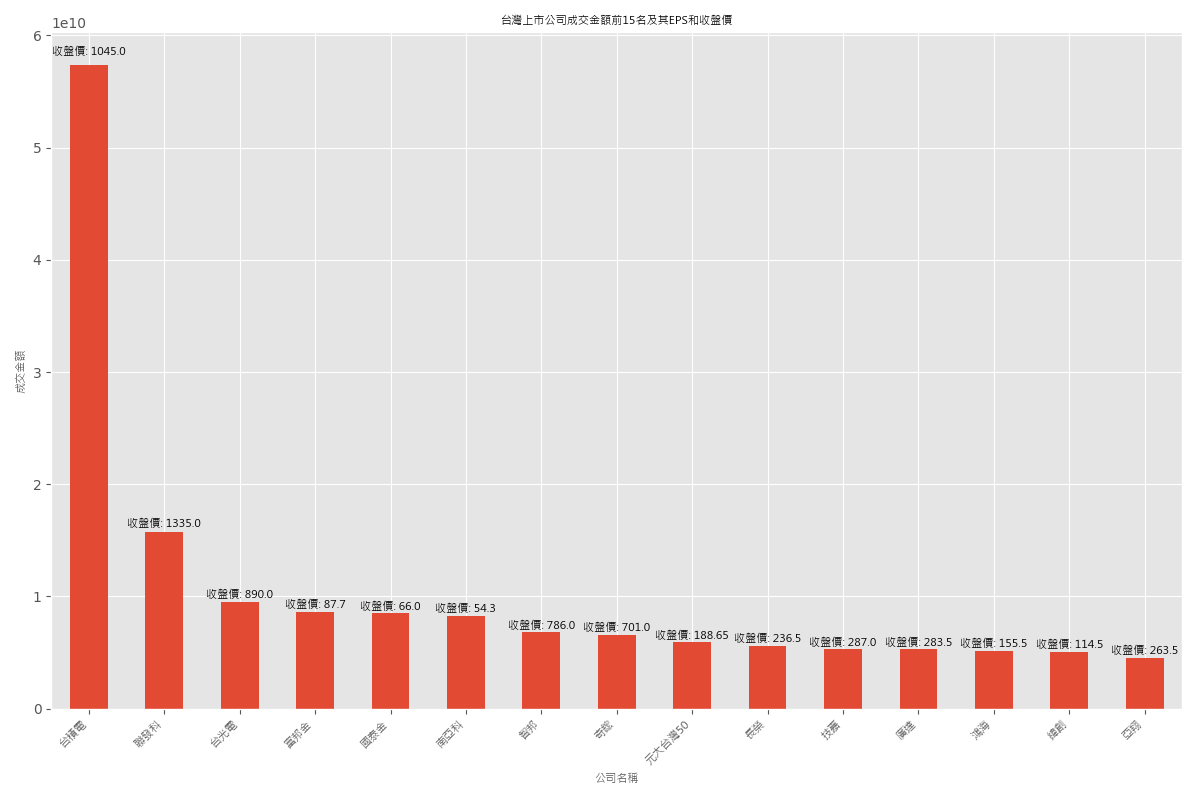 台灣上市公司成交金額前15名及其EPS和收盤價
1e10
6
5
4
3
2
1
0
成交金額
收盤價: 1045.0
收盤價: 1335.0
收盤價: 890.0
收盤價: 87.7
收盤價: 66.0
收盤價: 54.3
收盤價: 786.0
收盤價: 701.0
收盤價: 188.65
收盤價: 236.5
收盤價: 287.0
收盤價: 283.5
收盤價: 155.5
收盤價: 114.5
收盤價: 263.5
台積電
聯發科
台光電
富邦金
國泰金
南亞科
智邦
奇鋐
元大台灣50
長榮
技嘉
廣達
鴻海
緯創
亞翔
公司名稱